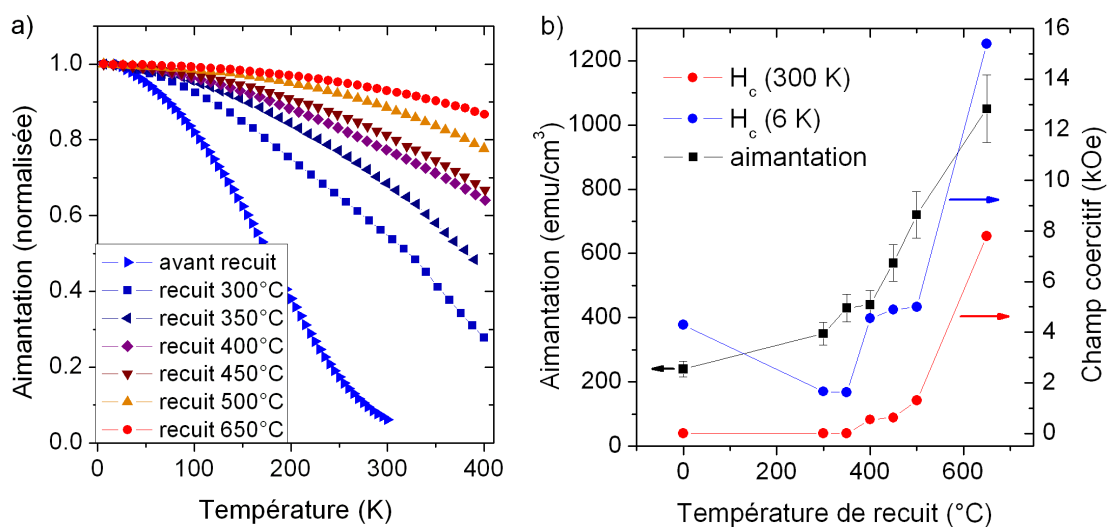 a)
Aimantation (normalisée)
1.0
0.8
0.6
0.4
0.2
0.0
avant recuit
recuit 300°C
recuit 350°C
recuit 400°C
recuit 450°C
recuit 500°C
recuit 650°C
0
100
200
300
400
Température (K)
b)
Aimantation (emu/cm³)
1200
1000
800
600
400
200
0
H_c (300 K)
H_c (6 K)
aimantation
16
14
12
10
8
6
4
2
0
Champ coercitif (kOe)
0
200
400
600
Température de recuit (°C)